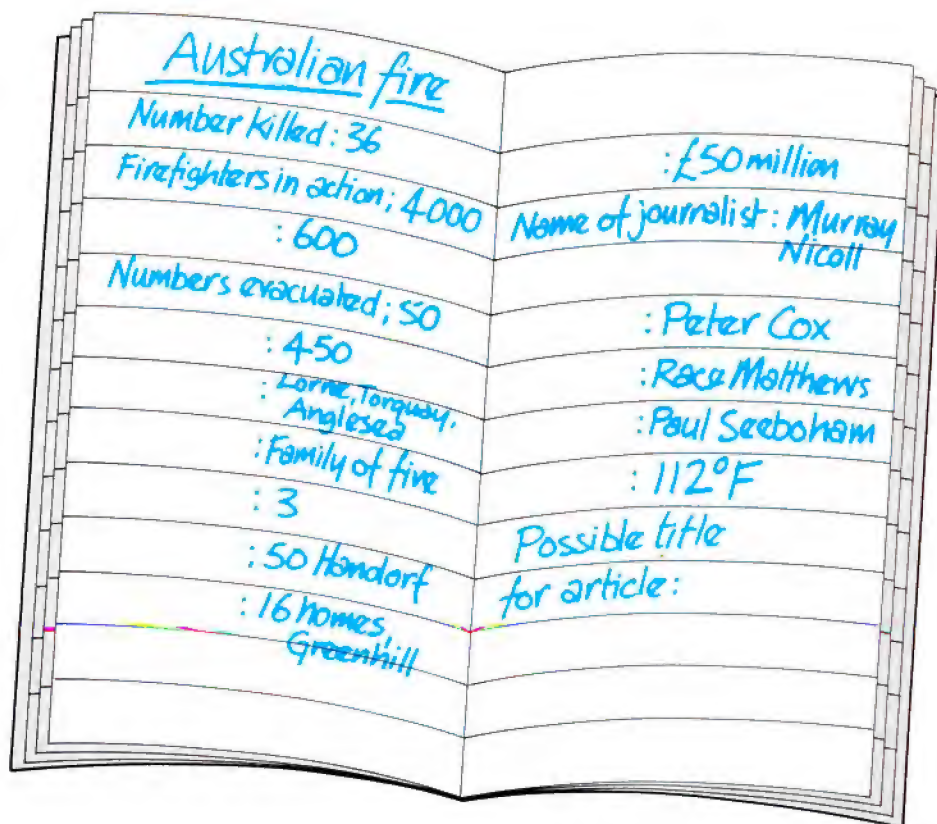 Australian fire
Number killed: 36
Firefighters in action; 4000
: 600
Numbers evacuated; 50
: 450
: Lorne, Torquay,
Anglesea
: Family of five
: 3
: 50 Handorf
: 16 homes,
Greenhill
: £50 million
Name of journalist: Murray
Nicoll
: Peter Cox
: Race Matthews
: Paul Seeboham
: 112°F
Possible title
for article: